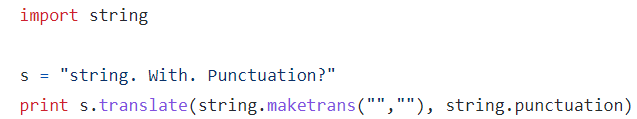 import string
s = "string. With. Punctuation?"
print s.translate(string.maketrans("",""), string.punctuation)